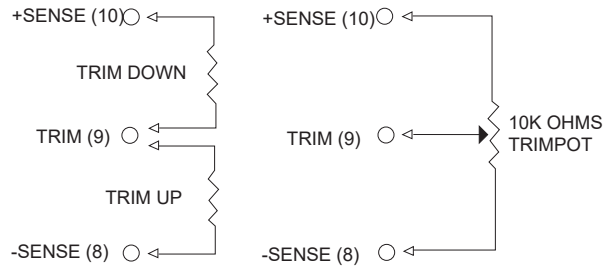 +SENSE (10)
TRIM DOWN
TRIM (9)
TRIM UP
-SENSE (8)
+SENSE (10)
TRIM (9)
10K OHMS
TRIMPOT
-SENSE (8)